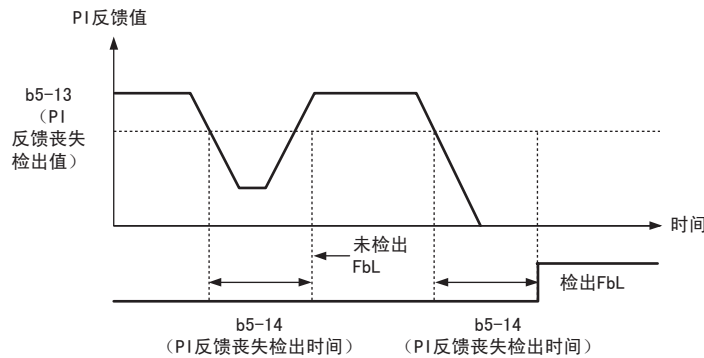 PI反馈值
b5-13
（PI
反馈丧失
检出值）
时间
未检出
FbL
检出FbL
b5-14
（PI反馈丧失检出时间）
b5-14
（PI反馈丧失检出时间）